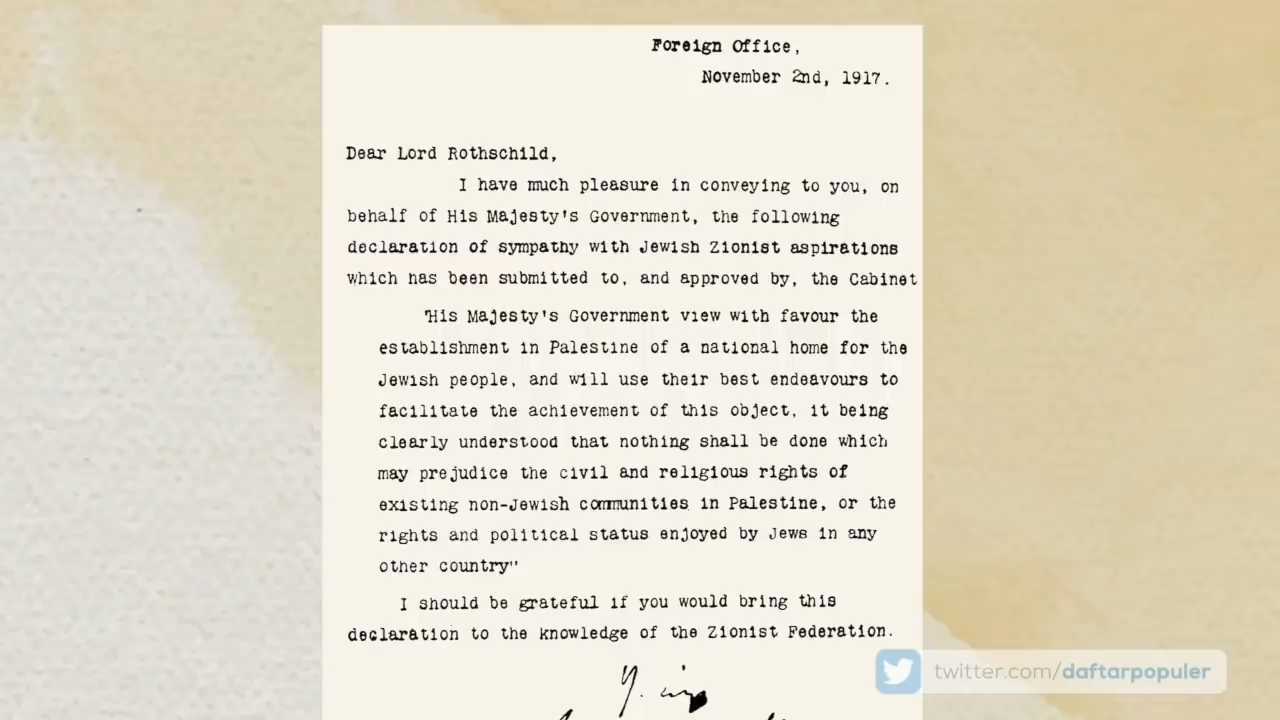 Foreign Office,
November 2nd, 1917.
Dear Lord Rothschild,
I have much pleasure in conveying to you, on
behalf of His Majesty's Government, the following
declaration of sympathy with Jewish Zionist aspirations
which has been submitted to, and approved by, the Cabinet
"His Majesty's Government view with favour the
establishment in Palestine of a national home for the
Jewish people, and will use their best endeavours to
facilitate the achievement of this object, it being
clearly understood that nothing shall be done which
may prejudice the civil and religious rights of
existing non-Jewish communities in Palestine, or the
rights and political status enjoyed by Jews in any
other country"
I should be grateful if you would bring this
declaration to the knowledge of the Zionist Federation.
twitter.com/daftarpopuler